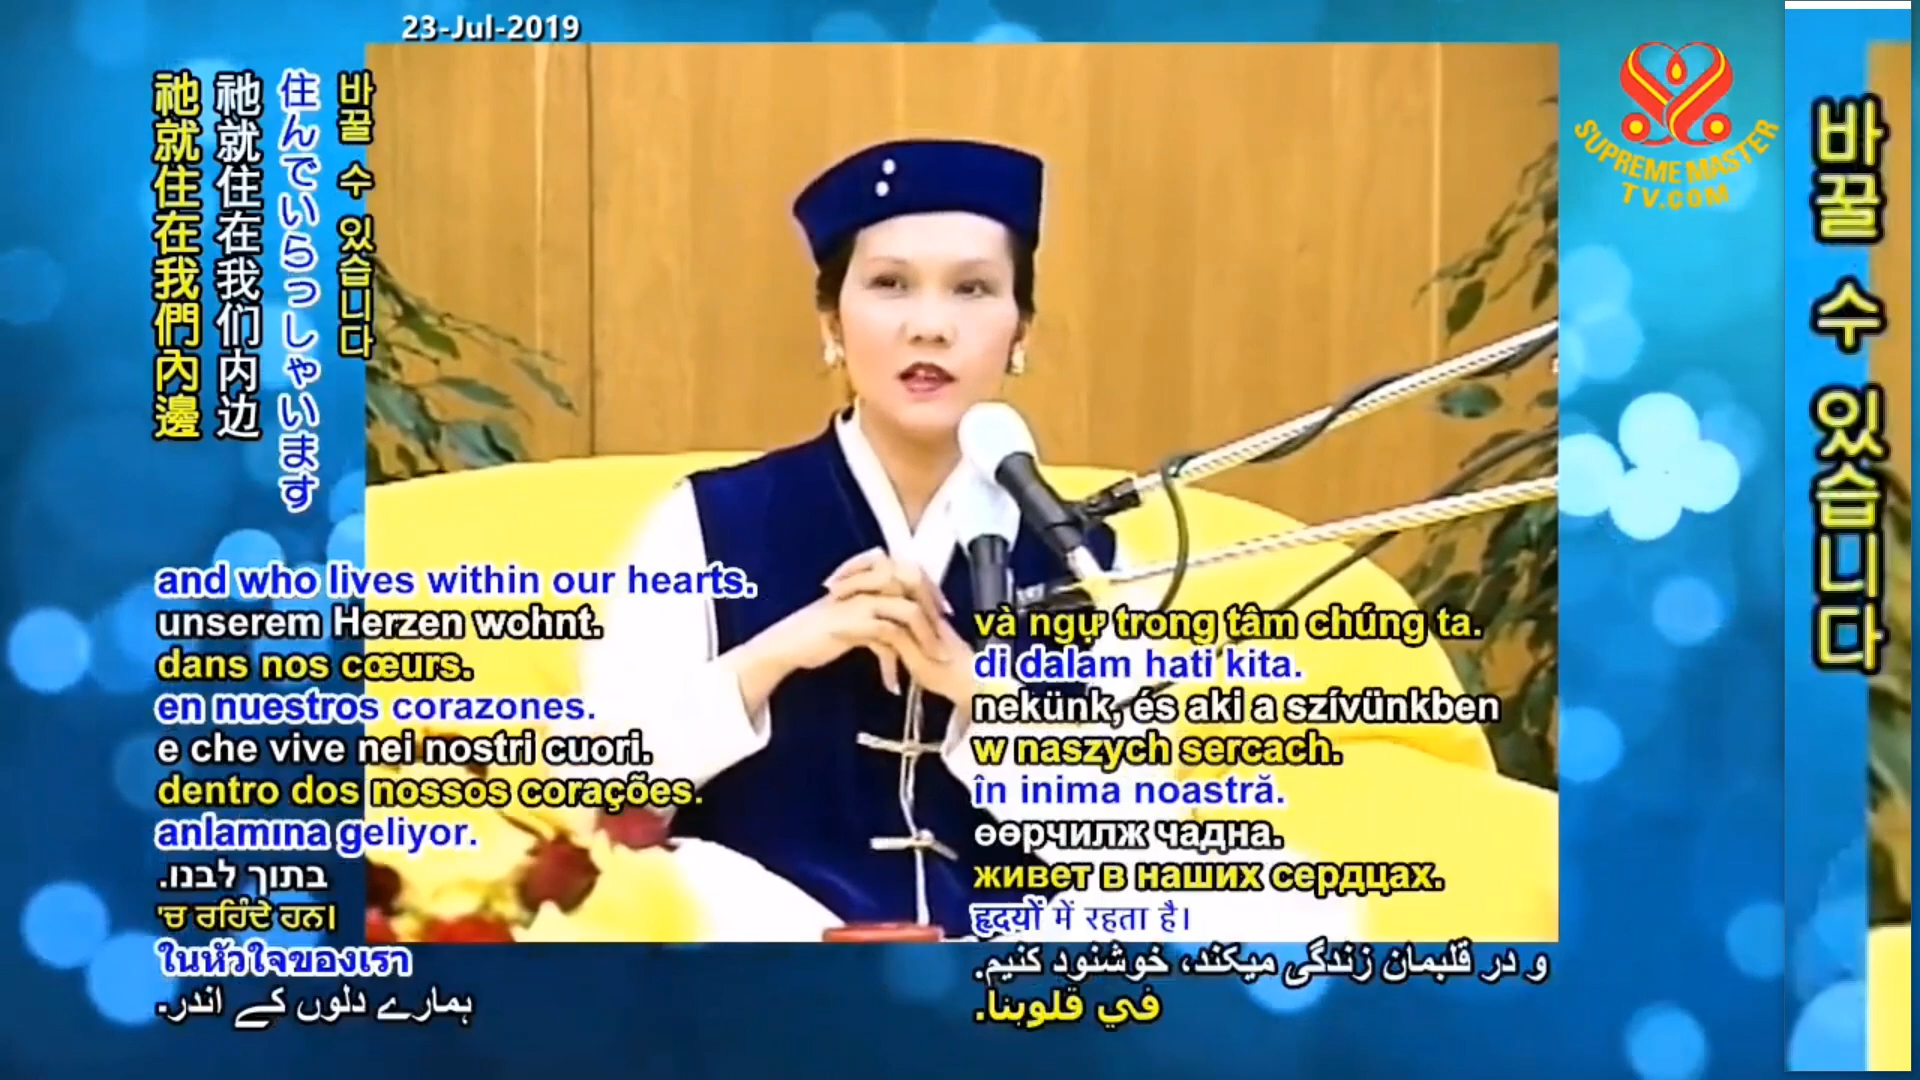 23-Jul-2019
바꿀 수 있습니다
住んでいらっしゃいます
祂就住在我们内边
祂就住在我們內邊
SUPREME MASTER
TV.COM
바꿀 수 있습니다
and who lives within our hearts.
unserem Herzen wohnt.
dans nos cœurs.
en nuestros corazones.
e che vive nei nostri cuori.
dentro dos nossos corações.
anlamına geliyor.
בתוך לבנו.
'ਚ ਰਹਿੰਦੇ ਹਨ।
ในหัวใจของเรา
ہمارے دلوں کے اندر۔
và ngự trong tâm chúng ta.
di dalam hati kita.
nekünk, és aki a szívünkben
w naszych sercach.
în inima noastră.
өөрчилж чадна.
живет в наших сердцах.
हृदयों में रहता है।
و در قلبمان زندگی میکند، خوشنود کنیم.
في قلوبنا.